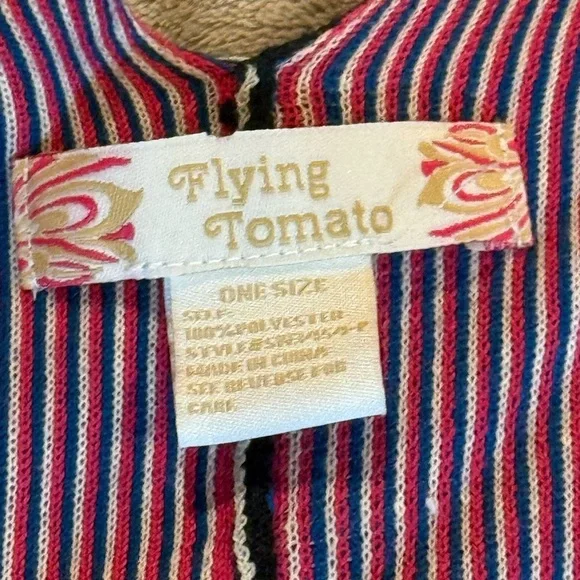 Flying
Tomato
ONE SIZE
SELF:
100%POLYESTER
MADE IN CHINA
SEE REVERSE FOR
CARE